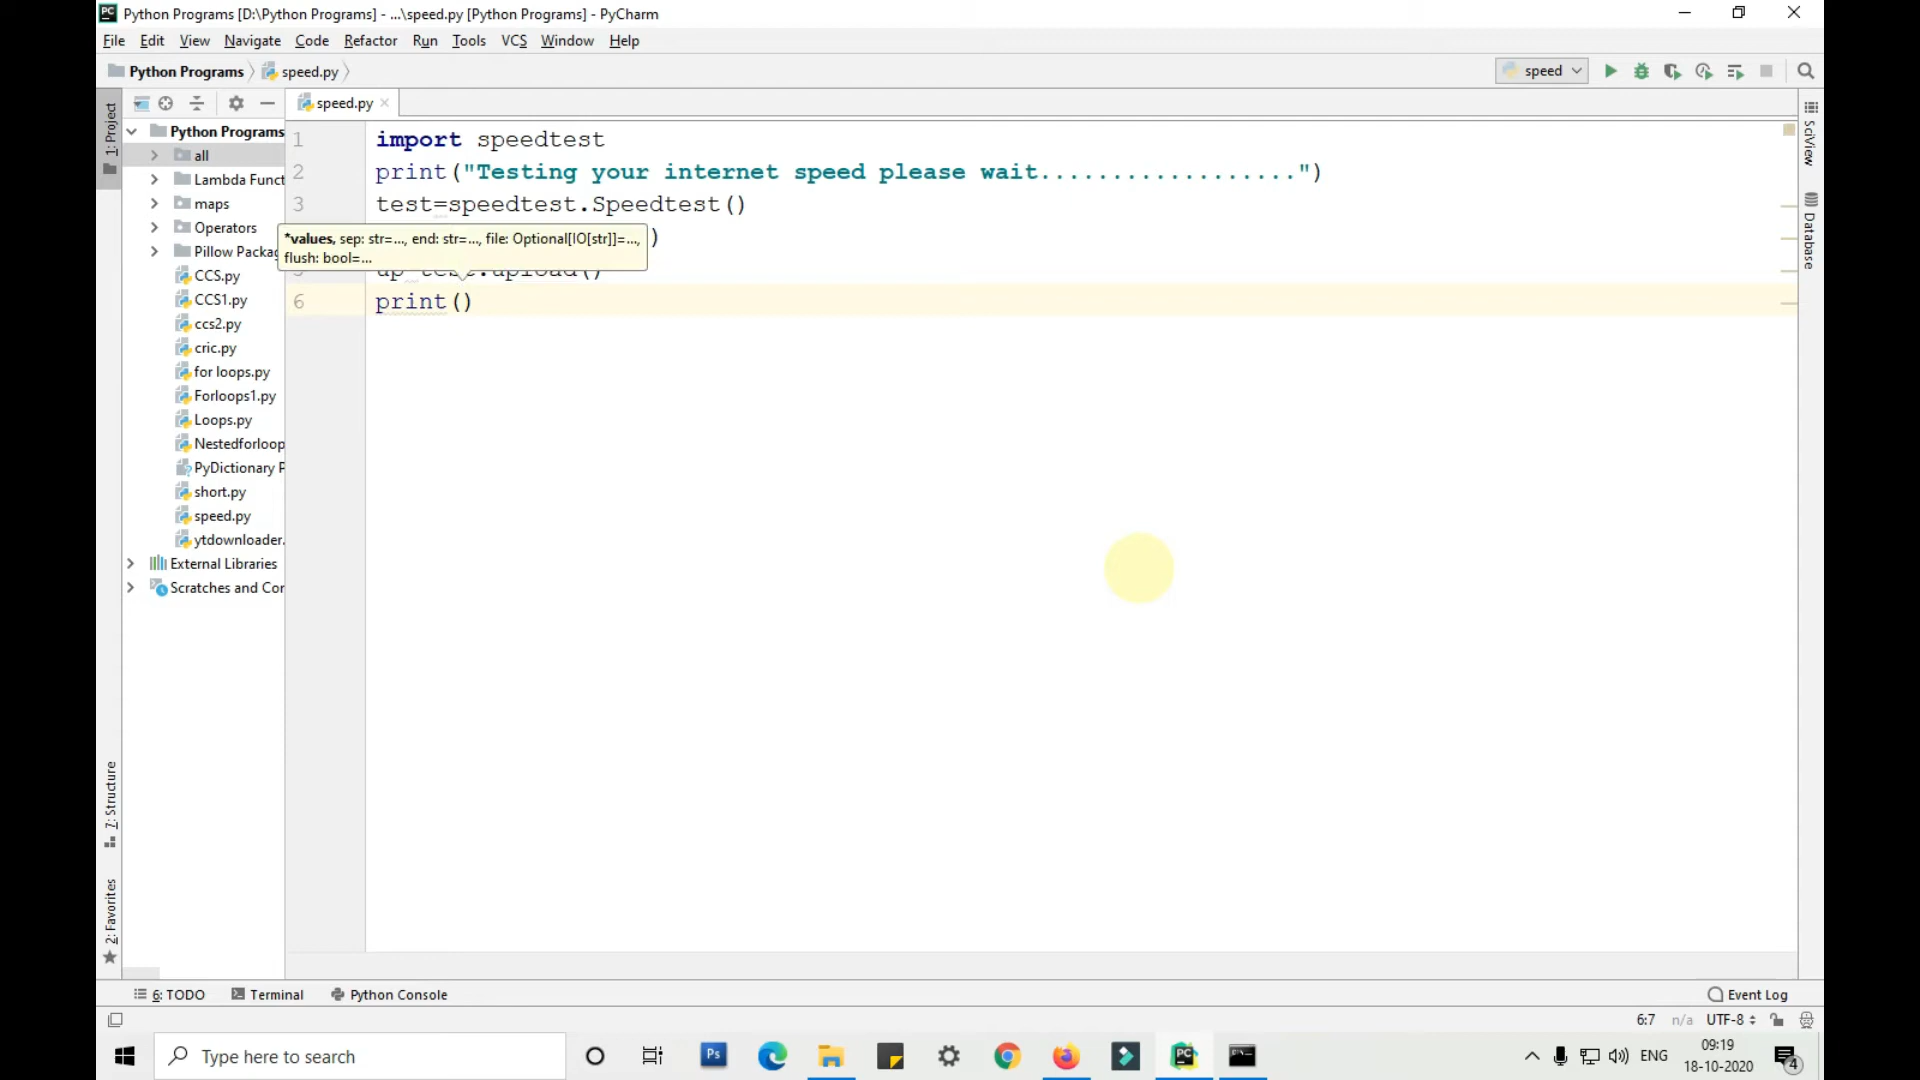 Python Programs [D:\Python Programs] - ...\speed.py [Python Programs] - PyCharm
File Edit View Navigate Code Refactor Run Tools VCS Window Help
Python Programs speed.py
speed
1: Project
speed.py
Python Programs
all
Lambda Funct
maps
Operators
Pillow Packag
CCS.py
CCS1.py
ccs2.py
cric.py
for loops.py
Forloops1.py
Loops.py
Nestedforloop
PyDictionary P
short.py
speed.py
ytdownloader.
External Libraries
Scratches and Cor
1 import speedtest
2 print("Testing your internet speed please wait..................")
3 test=speedtest.Speedtest()
*values, sep: str=..., end: str=..., file: Optional[IO[str]]=...,
flush: bool=...
)
6 print()
SciView
Database
7: Structure
2: Favorites
6: TODO Terminal Python Console
Event Log
6:7 n/a UTF-8
Type here to search
Ps
PC
ENG
09:19
18-10-2020
4